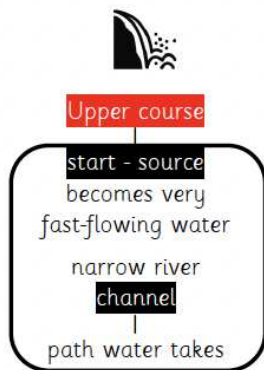 Upper course
start - source
becomes very
fast-flowing water
narrow river
channel
path water takes